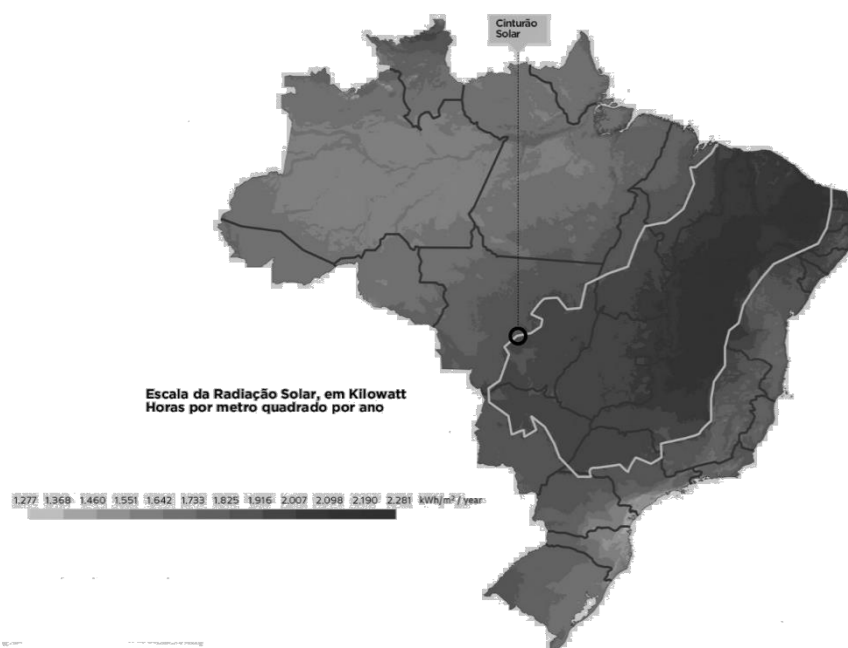 Cinturão
Solar
Escala da Radiação Solar, em Kilowatt
Horas por metro quadrado por ano
1.277 1.368 1.460 1.551 1.642 1.733 1.825 1.916 2.007 2.098 2.190 2.281 kWh/m² / year